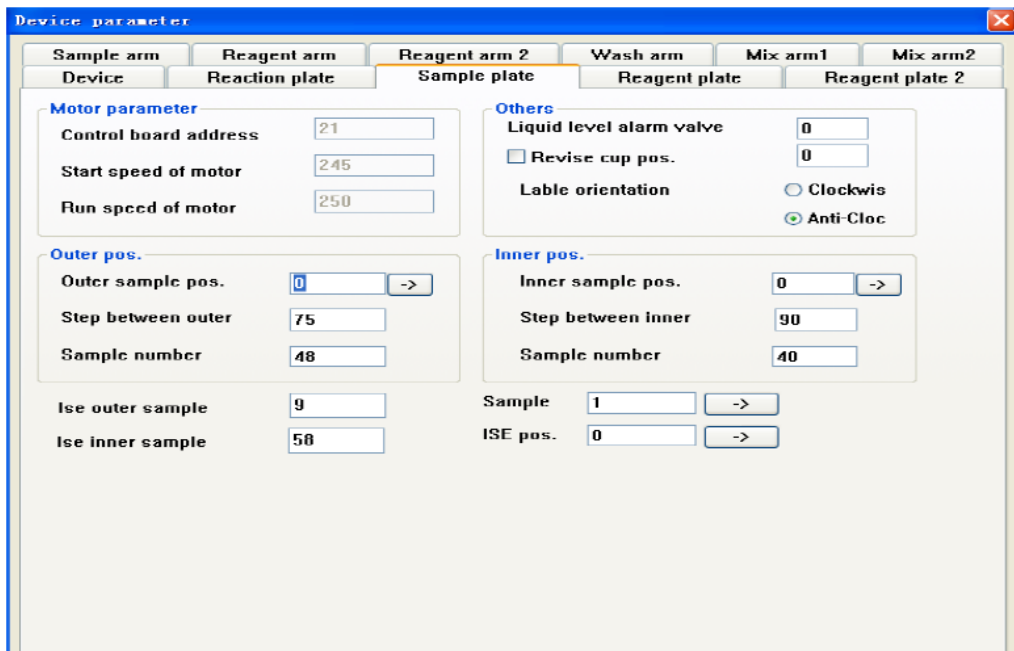 Device parameter
Sample arm Reagent arm Reagent arm 2 Wash arm Mix arm1 Mix arm2
Device Reaction plate Sample plate Reagent plate Reagent plate 2
Motor parameter
Control board address 21
Start speed of motor 245
Run speed of motor 250
Others
Liquid level alarm valve 0
Revise cup pos. 0
Lable orientation Clockwis
Anti-Cloc
Outer pos.
Outer sample pos. 0 ->
Step between outer 75
Sample number 48
Inner pos.
Inner sample pos. 0 ->
Step between inner 90
Sample number 40
Ise outer sample 9
Ise inner sample 58
Sample 1 ->
ISE pos. 0 ->